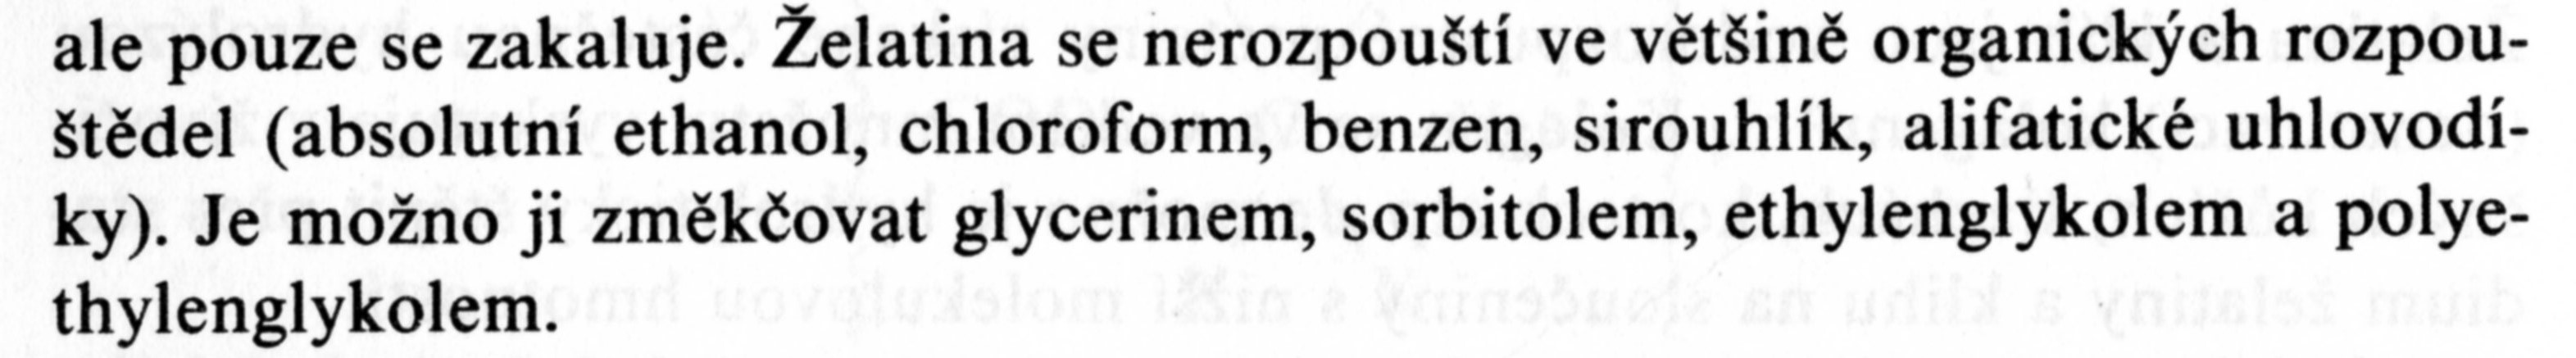 ale pouze se zakaluje. Želatina se nerozpouští ve většině organických rozpou-
štědel (absolutní ethanol, chloroform, benzen, sirouhlík, alifatické uhlovodí-
ky). Je možno ji změkčovat glycerinem, sorbitolem, ethylenglykolem a polye-
thylenglykolem.